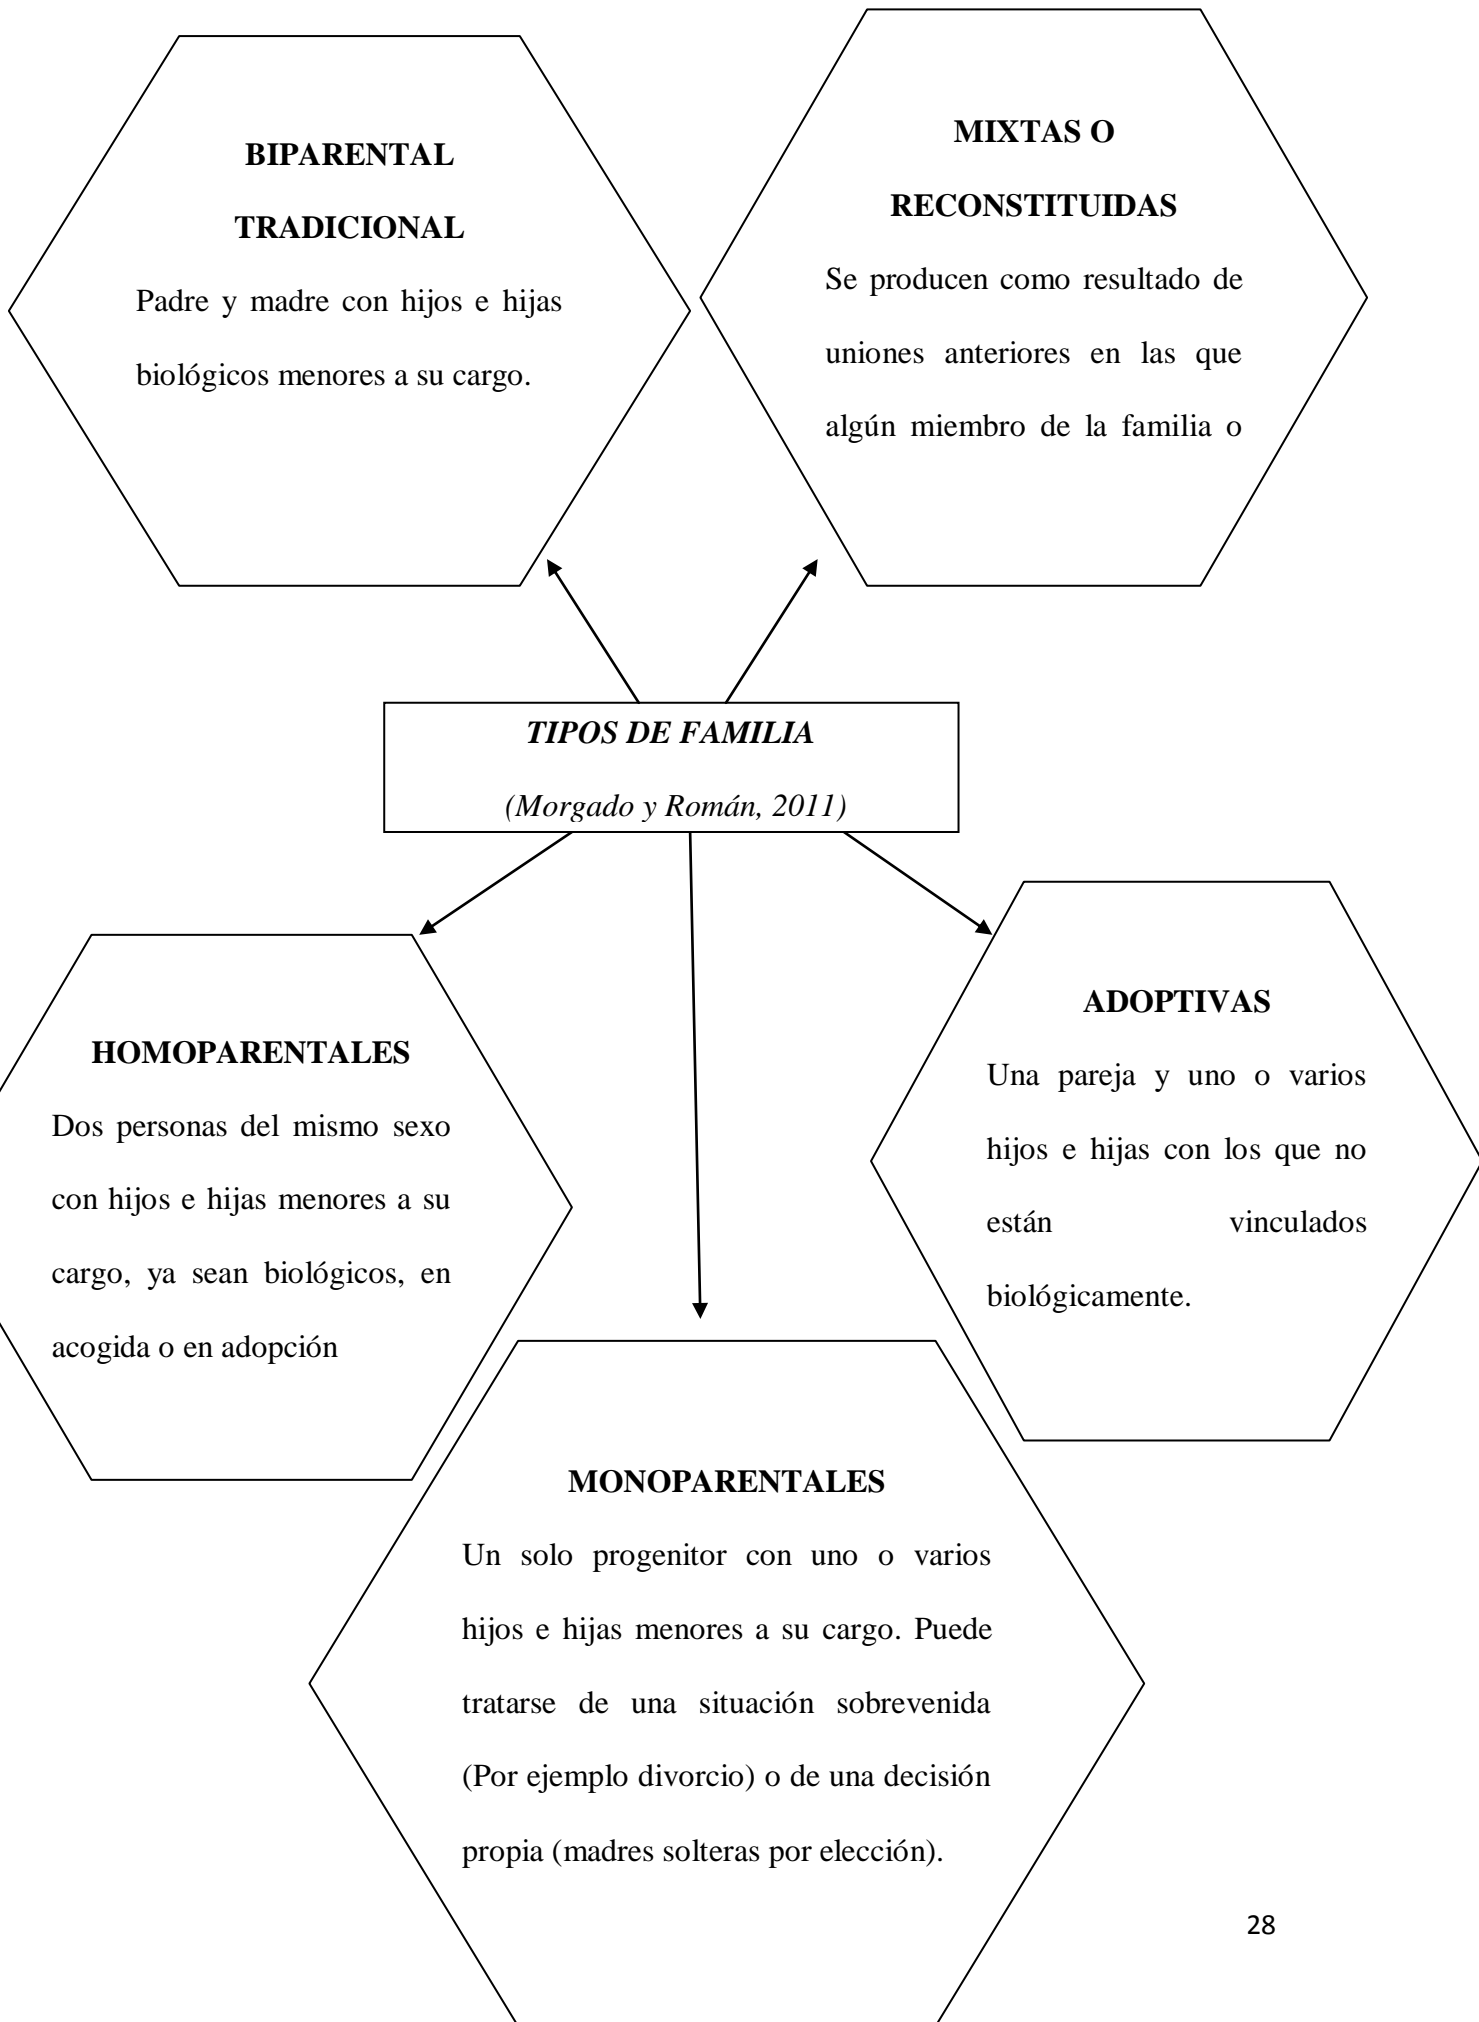 BIPARENTAL
TRADICIONAL
Padre y madre con hijos e hijas
biológicos menores a su cargo.
MIXTAS O
RECONSTITUIDAS
Se producen como resultado de
uniones anteriores en las que
algún miembro de la familia o
TIPOS DE FAMILIA
(Morgado y Román, 2011)
HOMOPARENTALES
Dos personas del mismo sexo
con hijos e hijas menores a su
cargo, ya sean biológicos, en
acogida o en adopción
ADOPTIVAS
Una pareja y uno o varios
hijos e hijas con los que no
están vinculados
biológicamente.
MONOPARENTALES
Un solo progenitor con uno o varios
hijos e hijas menores a su cargo. Puede
tratarse de una situación sobrevenida
(Por ejemplo divorcio) o de una decisión
propia (madres solteras por elección).
28